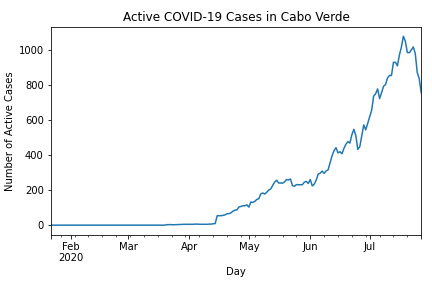 Active COVID-19 Cases in Cabo Verde
Number of Active Cases
1000
800
600
400
200
0
Feb
2020
Mar
Apr
May
Jun
Jul
Day